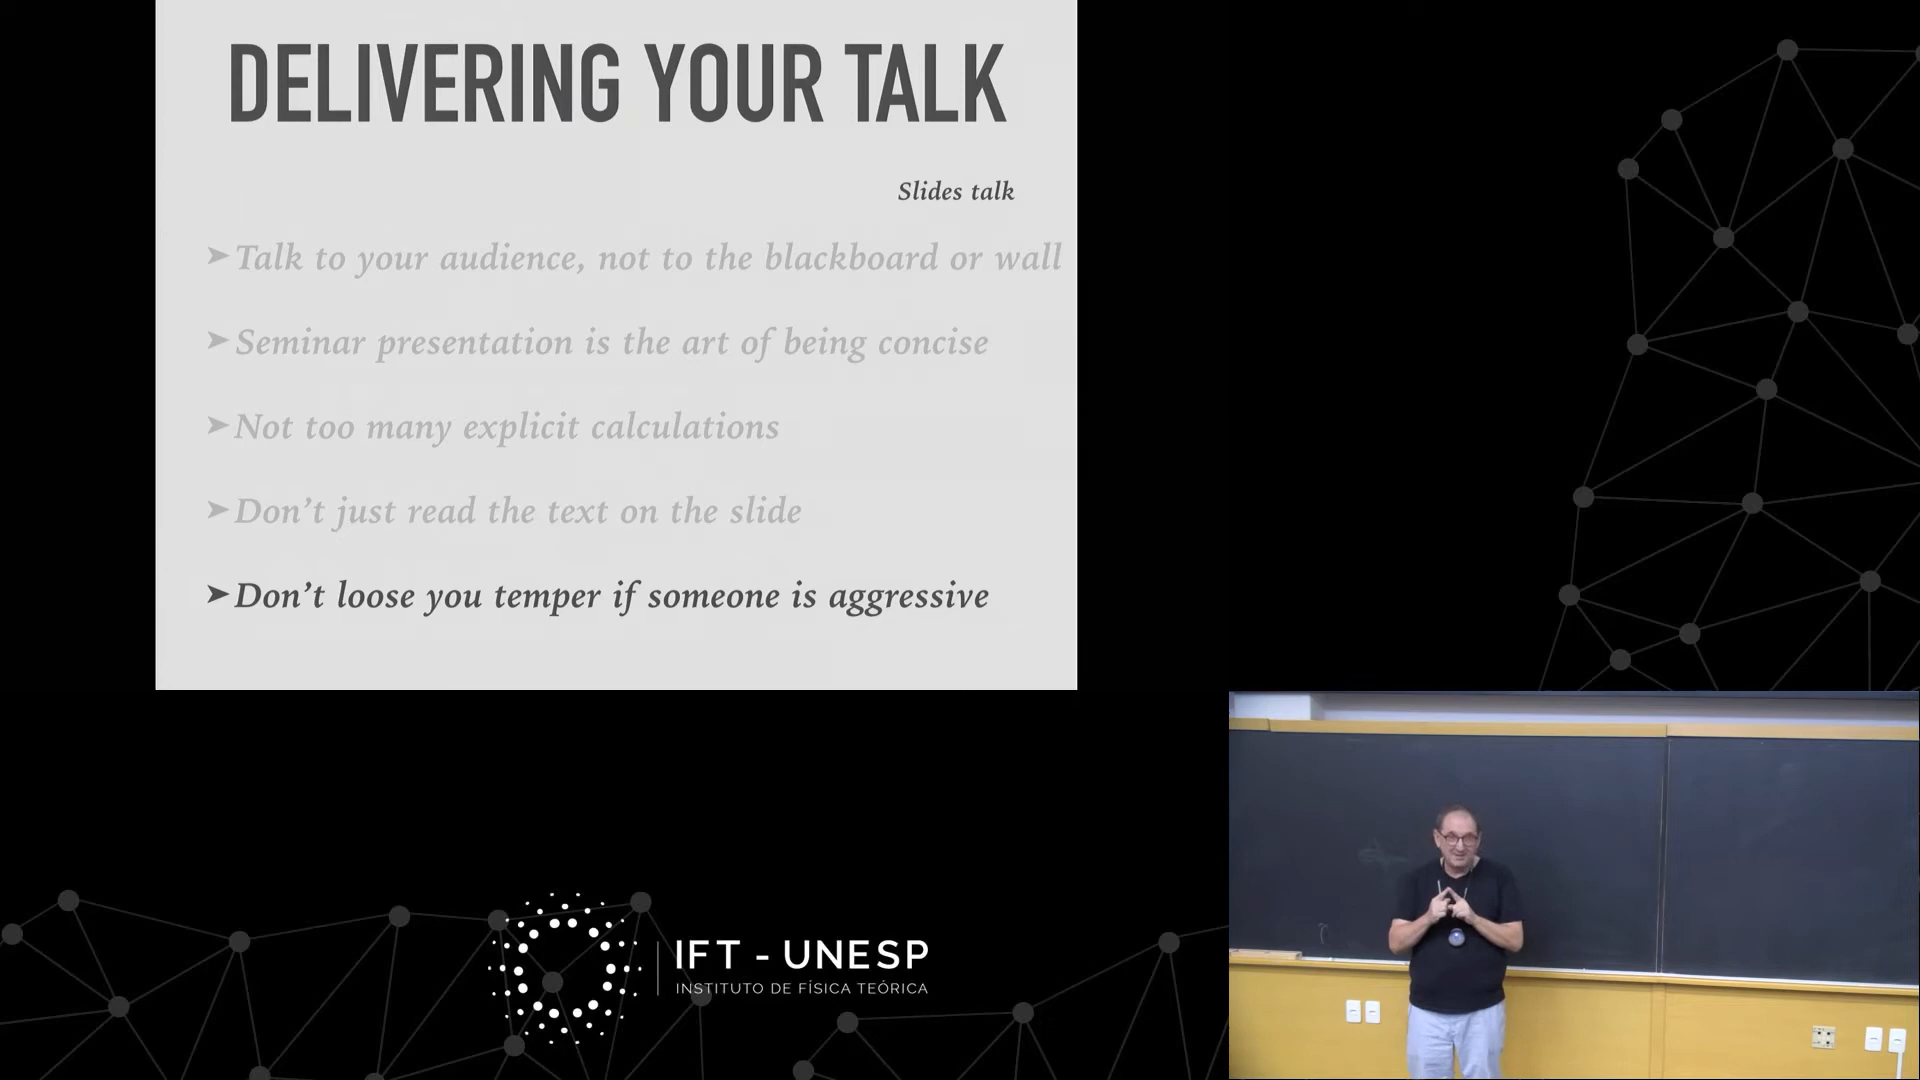 DELIVERING YOUR TALK
Slides talk
➤Talk to your audience, not to the blackboard or wall
➤Seminar presentation is the art of being concise
➤Not too many explicit calculations
➤Don’t just read the text on the slide
➤Don’t loose you temper if someone is aggressive
IFT - UNESP
INSTITUTO DE FÍSICA TEÓRICA